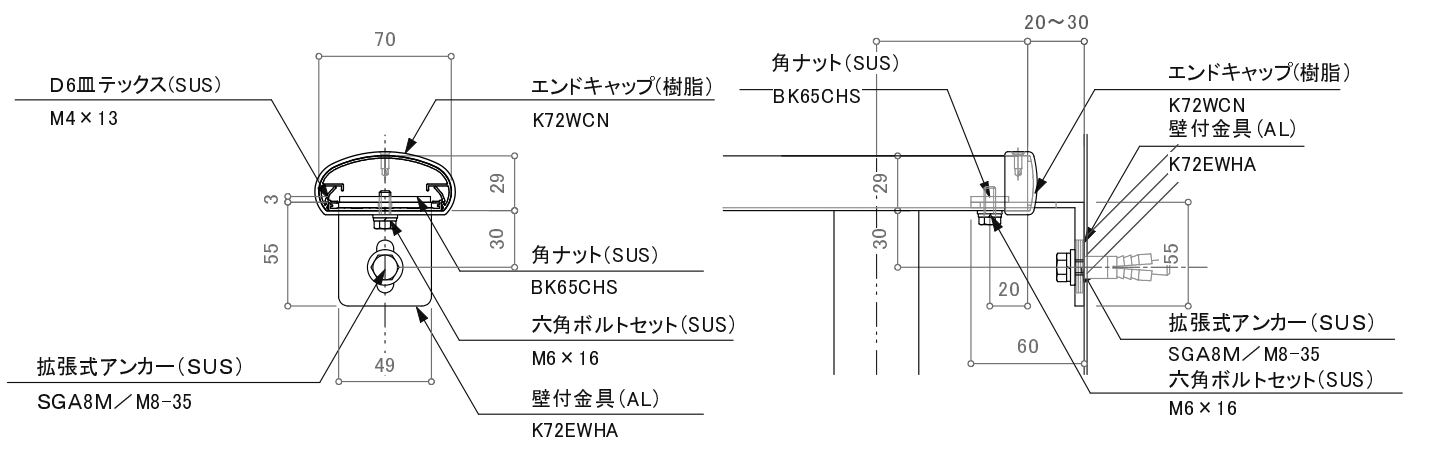 70
D6皿テックス(SUS)
M4×13
エンドキャップ(樹脂)
K72WCN
3
29
30
55
49
角ナット(SUS)
BK65CHS
六角ボルトセット(SUS)
M6×16
拡張式アンカー(SUS)
SGA8M/M8-35
壁付金具(AL)
K72EWHA
20〜30
角ナット(SUS)
BK65CHS
エンドキャップ(樹脂)
K72WCN
壁付金具(AL)
K72EWHA
29
30
55
20
60
拡張式アンカー(SUS)
SGA8M/M8-35
六角ボルトセット(SUS)
M6×16